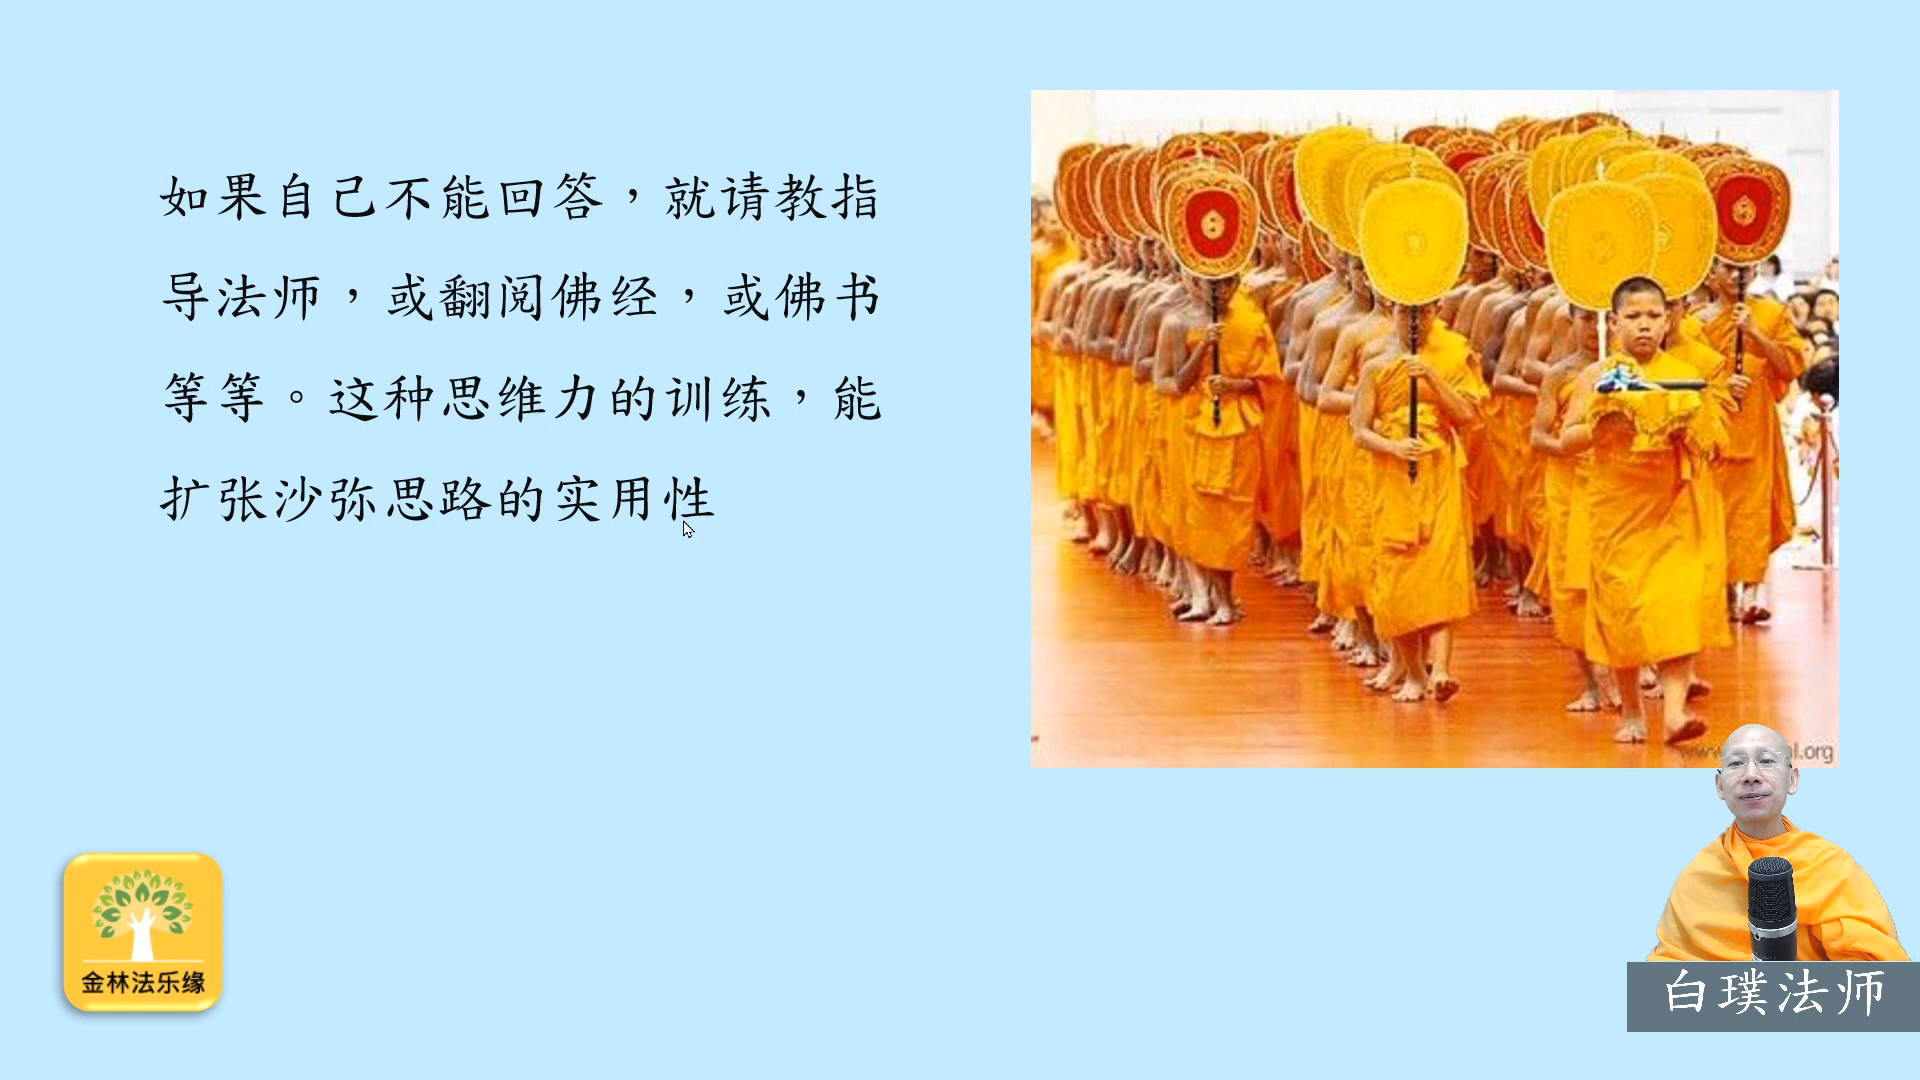 如果自己不能回答，就请教指
导法师，或翻阅佛经，或佛书
等等。这种思维力的训练，能
扩张沙弥思路的实用性
金林法乐缘
白璞法师